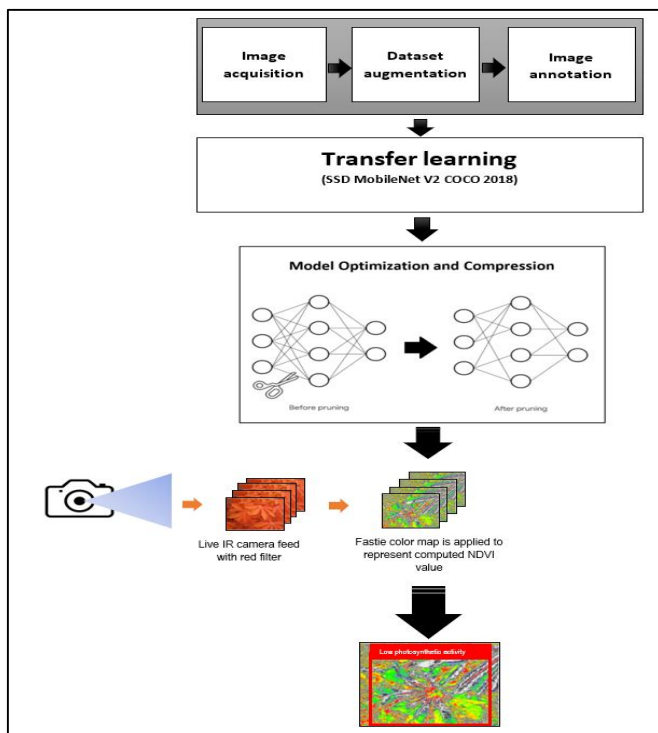 Image
acquisition
Dataset
augmentation
Image
annotation
Transfer learning
(SSD MobileNet V2 COCO 2018)
Model Optimization and Compression
Before pruning
After pruning
Live IR camera feed
with red filter
Fastie color map is applied to
represent computed NDVI
value
Low photosynthetic activity